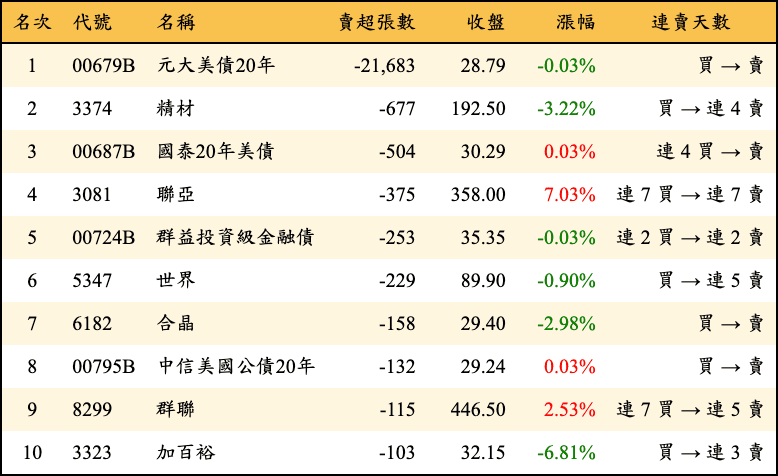 名次 代號 名稱 賣超張數 收盤 漲幅 連賣天數
1 00679B 元大美債20年 -21,683 28.79 -0.03% 買 → 賣
2 3374 精材 -677 192.50 -3.22% 買 → 連 4 賣
3 00687B 國泰20年美債 -504 30.29 0.03% 連 4 買 → 賣
4 3081 聯亞 -375 358.00 7.03% 連 7 買 → 連 7 賣
5 00724B 群益投資級金融債 -253 35.35 -0.03% 連 2 買 → 連 2 賣
6 5347 世界 -229 89.90 -0.90% 買 → 連 5 賣
7 6182 合晶 -158 29.40 -2.98% 買 → 賣
8 00795B 中信美國公債20年 -132 29.24 0.03% 買 → 賣
9 8299 群聯 -115 446.50 2.53% 連 7 買 → 連 5 賣
10 3323 加百裕 -103 32.15 -6.81% 買 → 連 3 賣